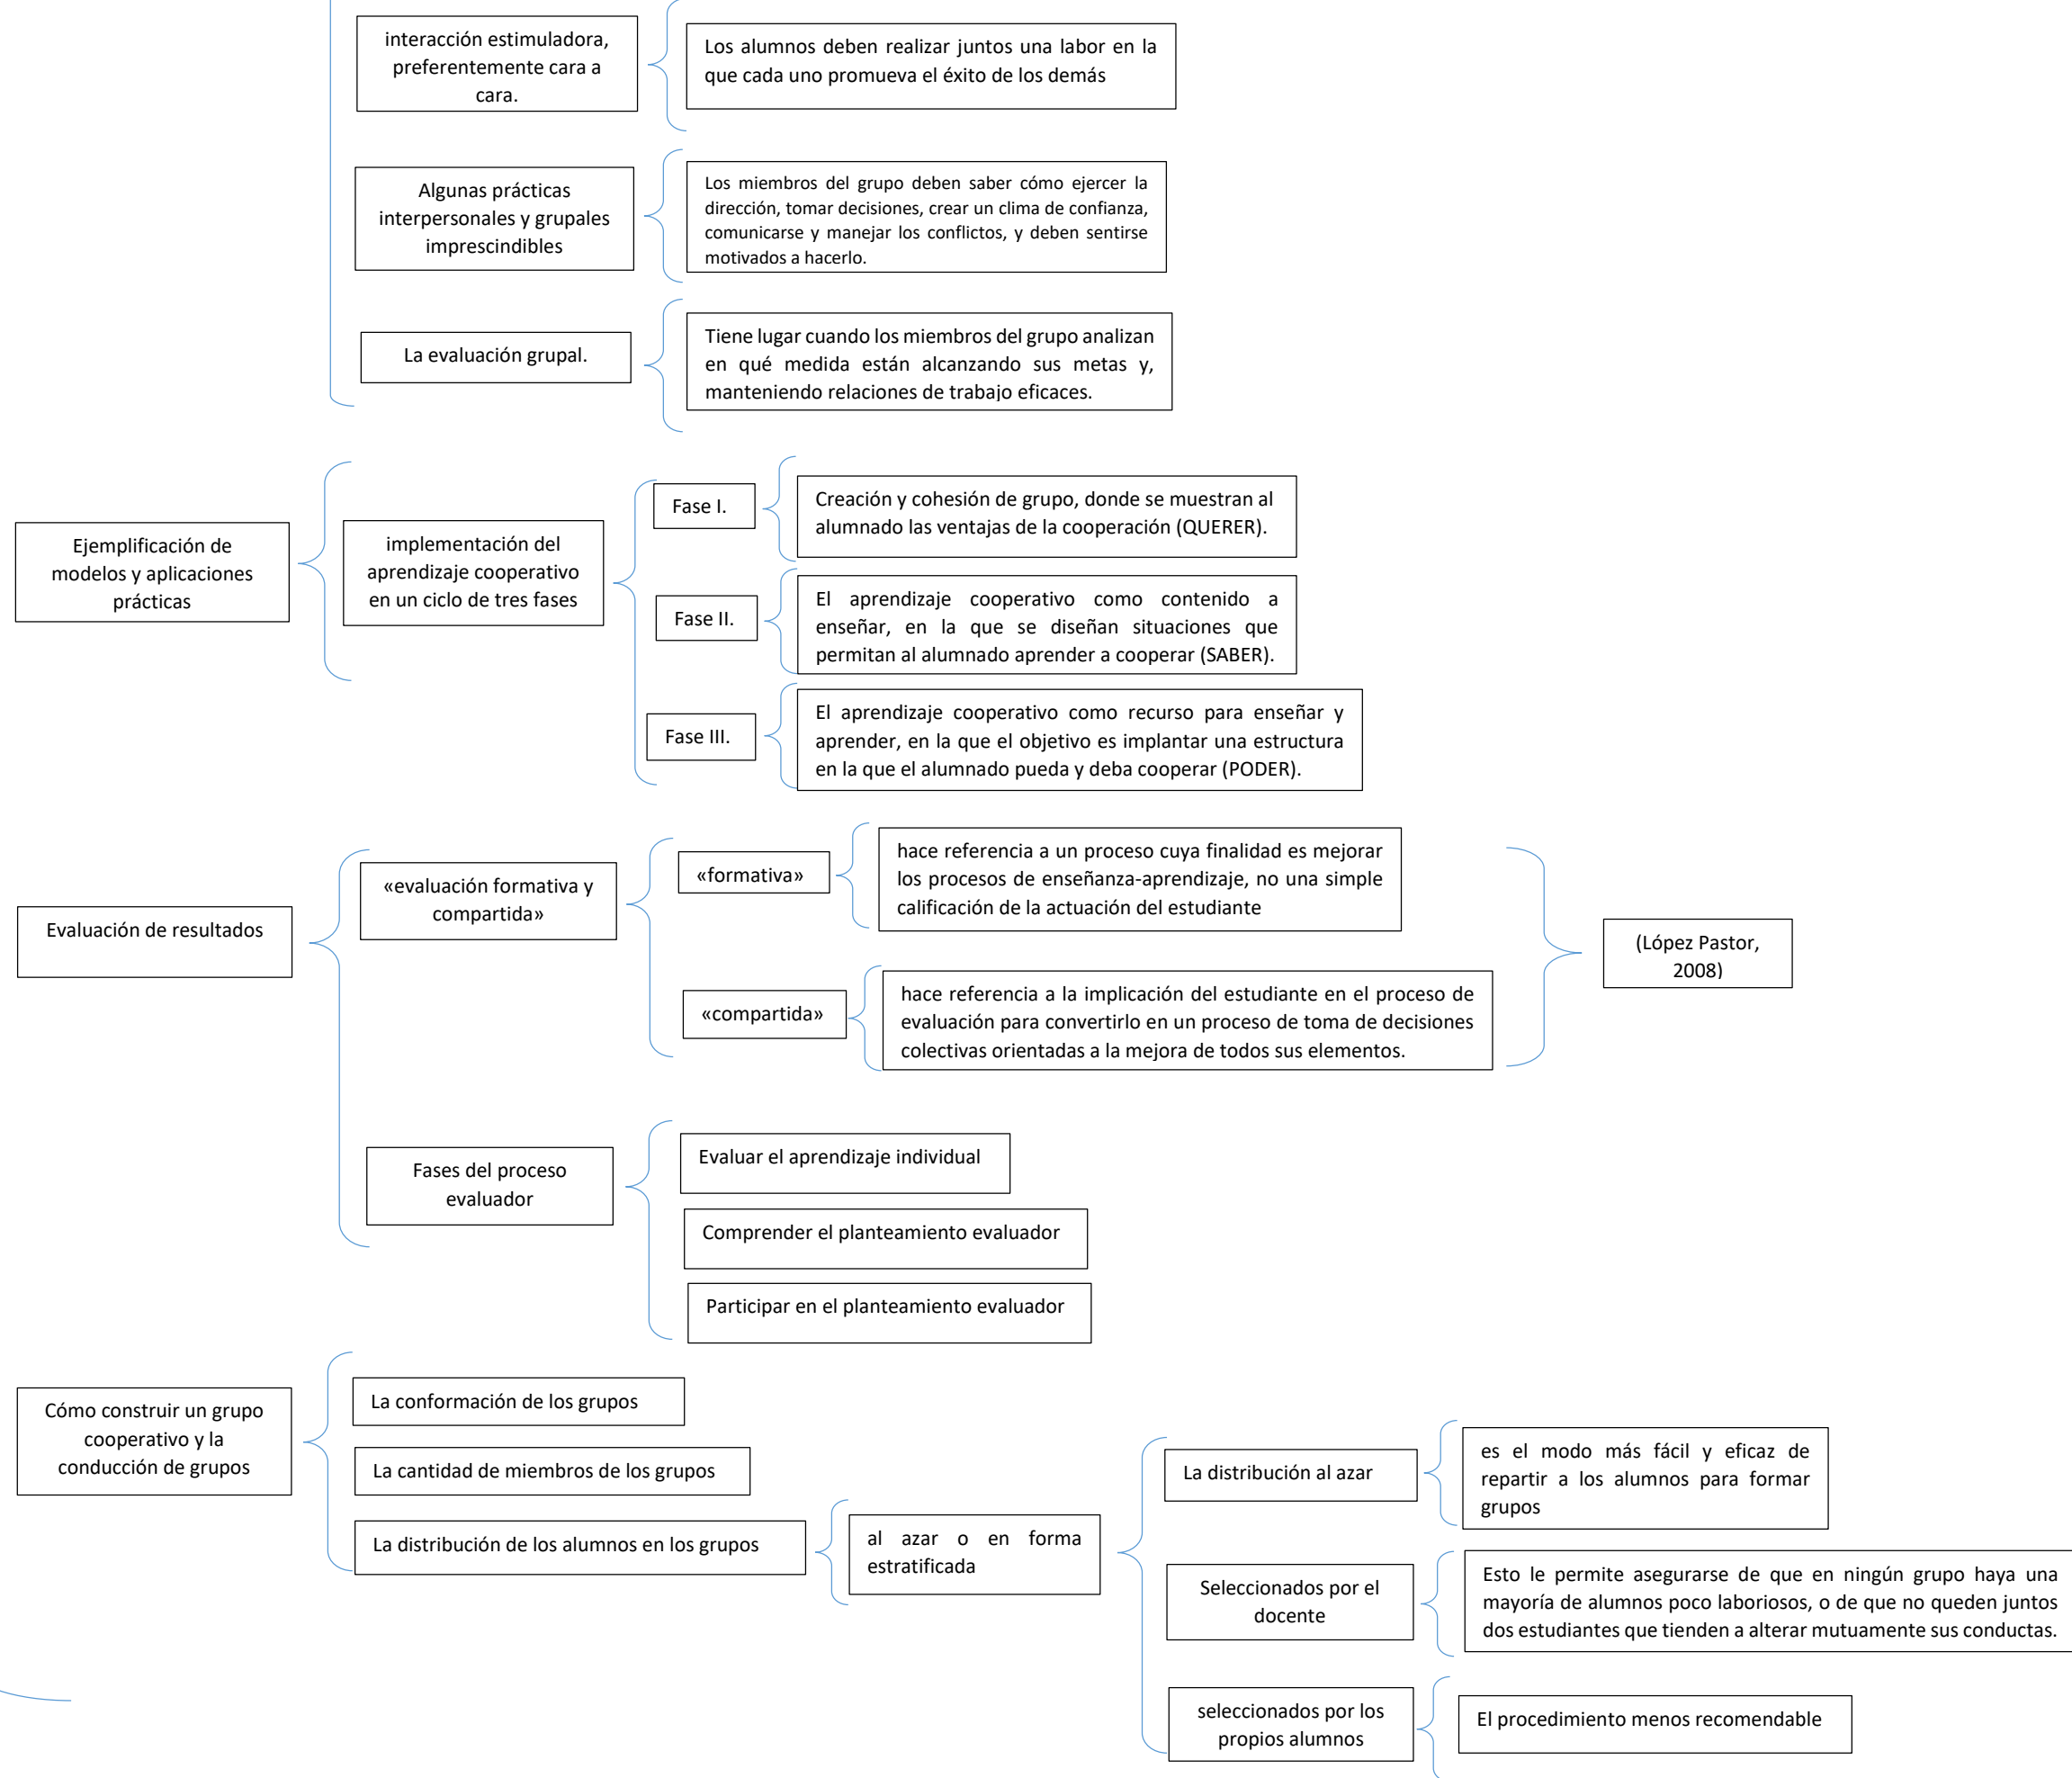 interacción estimuladora,
preferentemente cara a
cara.
Los alumnos deben realizar juntos una labor en la
que cada uno promueva el éxito de los demás
Algunas prácticas
interpersonales y grupales
imprescindibles
Los miembros del grupo deben saber cómo ejercer la
dirección, tomar decisiones, crear un clima de confianza,
comunicarse y manejar los conflictos, y deben sentirse
motivados a hacerlo.
La evaluación grupal.
Tiene lugar cuando los miembros del grupo analizan
en qué medida están alcanzando sus metas y,
manteniendo relaciones de trabajo eficaces.
Ejemplificación de
modelos y aplicaciones
prácticas
implementación del
aprendizaje cooperativo
en un ciclo de tres fases
Fase I.
Creación y cohesión de grupo, donde se muestran al
alumnado las ventajas de la cooperación (QUERER).
Fase II.
El aprendizaje cooperativo como contenido a
enseñar, en la que se diseñan situaciones que
permitan al alumnado aprender a cooperar (SABER).
Fase III.
El aprendizaje cooperativo como recurso para enseñar y
aprender, en la que el objetivo es implantar una estructura
en la que el alumnado pueda y deba cooperar (PODER).
Evaluación de resultados
«evaluación formativa y
compartida»
«formativa»
hace referencia a un proceso cuya finalidad es mejorar
los procesos de enseñanza-aprendizaje, no una simple
calificación de la actuación del estudiante
«compartida»
hace referencia a la implicación del estudiante en el proceso de
evaluación para convertirlo en un proceso de toma de decisiones
colectivas orientadas a la mejora de todos sus elementos.
(López Pastor,
2008)
Fases del proceso
evaluador
Evaluar el aprendizaje individual
Comprender el planteamiento evaluador
Participar en el planteamiento evaluador
Cómo construir un grupo
cooperativo y la
conducción de grupos
La conformación de los grupos
La cantidad de miembros de los grupos
La distribución de los alumnos en los grupos
al azar o en forma
estratificada
La distribución al azar
es el modo más fácil y eficaz de
repartir a los alumnos para formar
grupos
Seleccionados por el
docente
Esto le permite asegurarse de que en ningún grupo haya una
mayoría de alumnos poco laboriosos, o de que no queden juntos
dos estudiantes que tienden a alterar mutuamente sus conductas.
seleccionados por los
propios alumnos
El procedimiento menos recomendable